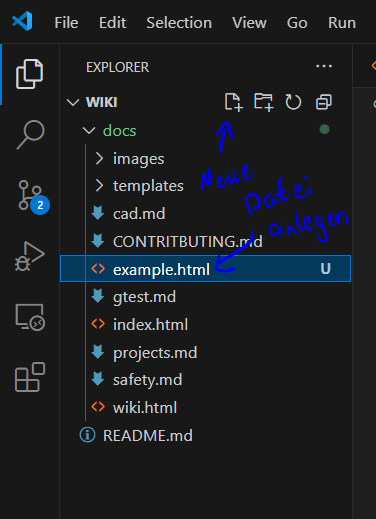 File Edit Selection View Go Run
EXPLORER
WIKI
docs
images
templates
Neue Datei
anlegen
cad.md
2
CONTRITBUTING.md
example.html U
gtest.md
index.html
projects.md
safety.md
wiki.html
README.md